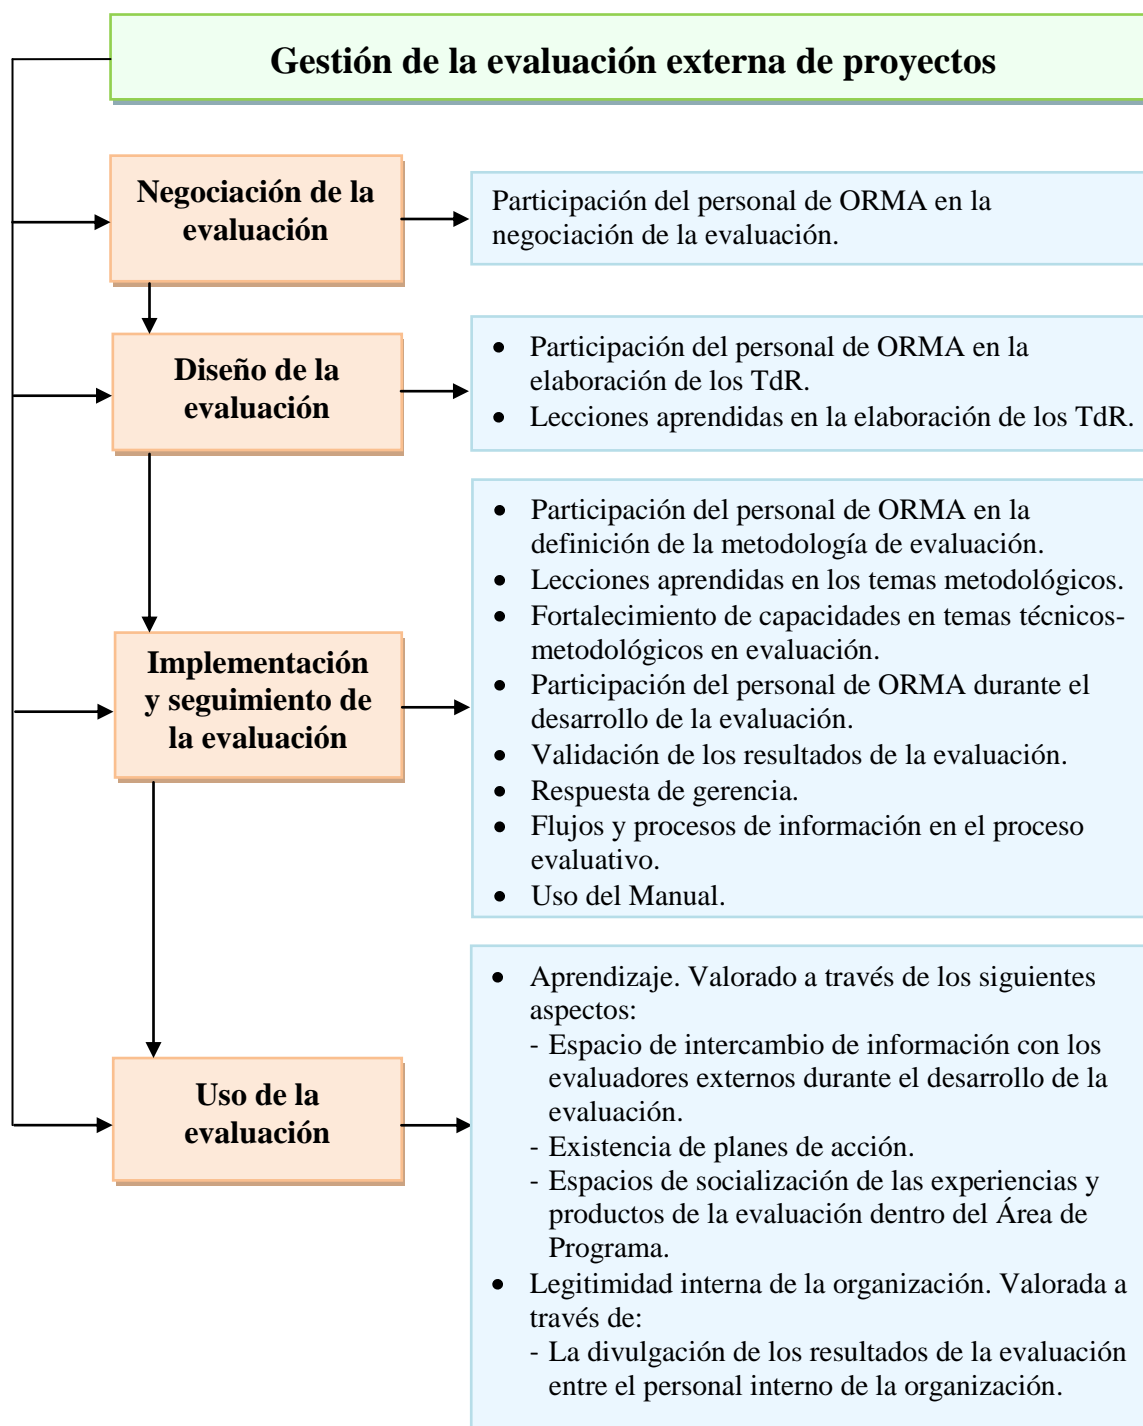 Gestión de la evaluación externa de proyectos
Negociación de la
evaluación
Participación del personal de ORMA en la
negociación de la evaluación.
Diseño de la
evaluación
• Participación del personal de ORMA en la
elaboración de los TdR.
• Lecciones aprendidas en la elaboración de los TdR.
Implementación
y seguimiento de
la evaluación
• Participación del personal de ORMA en la
definición de la metodología de evaluación.
• Lecciones aprendidas en los temas metodológicos.
• Fortalecimiento de capacidades en temas técnicos-
metodológicos en evaluación.
• Participación del personal de ORMA durante el
desarrollo de la evaluación.
• Validación de los resultados de la evaluación.
• Respuesta de gerencia.
• Flujos y procesos de información en el proceso
evaluativo.
• Uso del Manual.
Uso de la
evaluación
• Aprendizaje. Valorado a través de los siguientes
aspectos:
- Espacio de intercambio de información con los
evaluadores externos durante el desarrollo de la
evaluación.
- Existencia de planes de acción.
- Espacios de socialización de las experiencias y
productos de la evaluación dentro del Área de
Programa.
• Legitimidad interna de la organización. Valorada a
través de:
- La divulgación de los resultados de la evaluación
entre el personal interno de la organización.